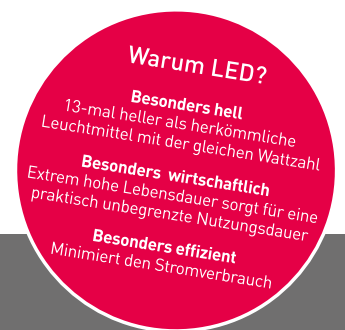 Warum LED?
Besonders hell
13-mal heller als herkömmliche
Leuchtmittel mit der gleichen Wattzahl
Besonders wirtschaftlich
Extrem hohe Lebensdauer sorgt für eine
praktisch unbegrenzte Nutzungsdauer
Besonders effizient
Minimiert den Stromverbrauch